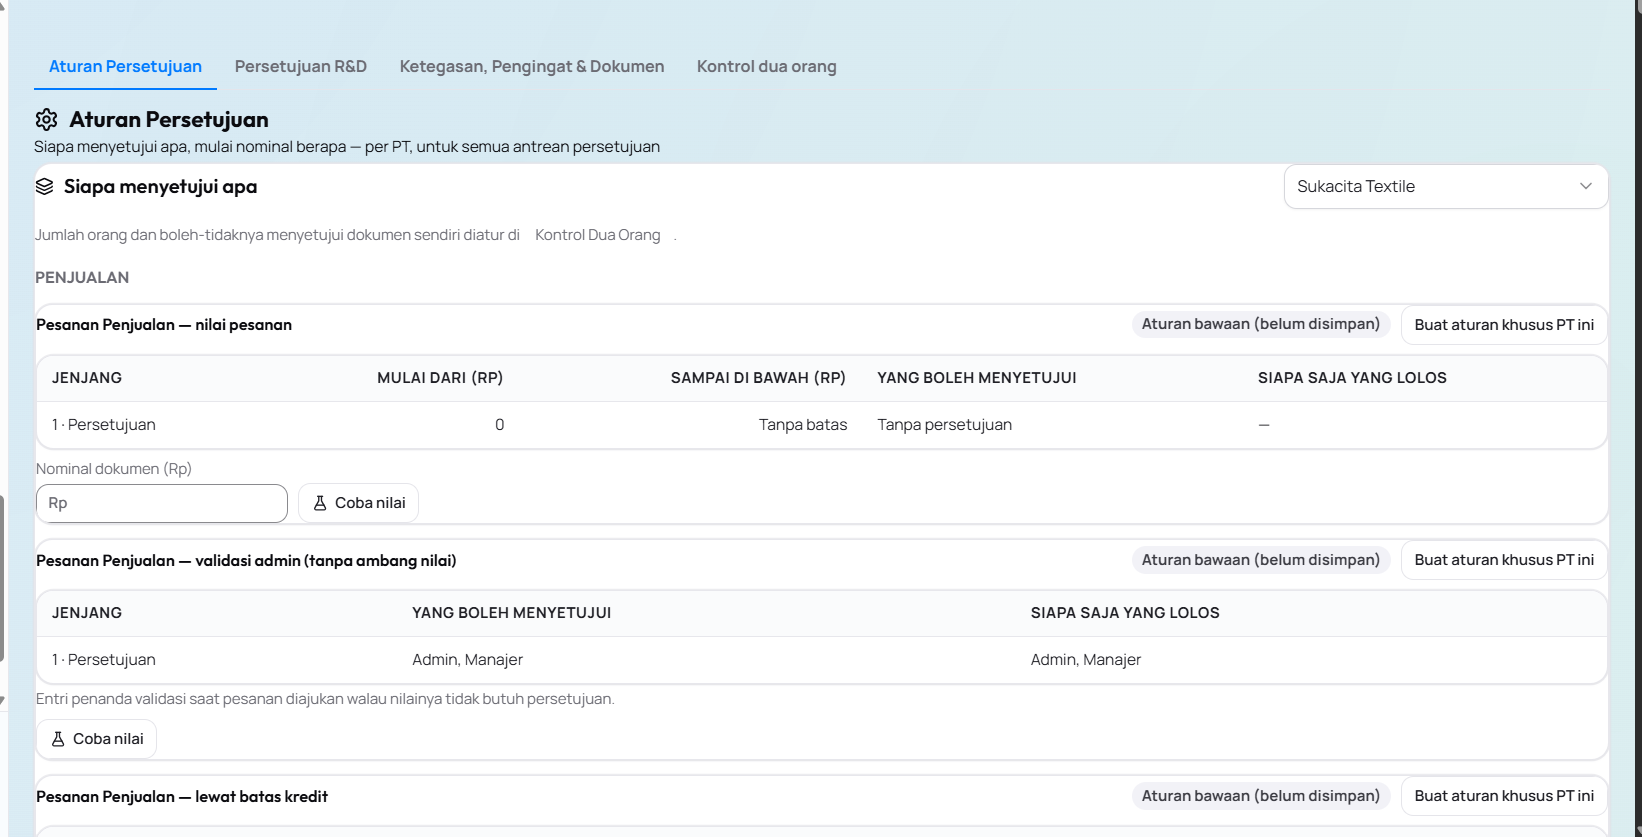 Aturan Persetujuan Persetujuan R&D Ketegasan, Pengingat & Dokumen Kontrol dua orang
Aturan Persetujuan
Siapa menyetujui apa, mulai nominal berapa — per PT, untuk semua antrean persetujuan
Siapa menyetujui apa Sukacita Textile
Jumlah orang dan boleh-tidaknya menyetujui dokumen sendiri diatur di Kontrol Dua Orang .
PENJUALAN
Pesanan Penjualan — nilai pesanan Aturan bawaan (belum disimpan) Buat aturan khusus PT ini
JENJANG MULAI DARI (RP) SAMPAI DI BAWAH (RP) YANG BOLEH MENYETUJUI SIAPA SAJA YANG LOLOS
1 · Persetujuan 0 Tanpa batas Tanpa persetujuan —
Nominal dokumen (Rp)
Rp Coba nilai
Pesanan Penjualan — validasi admin (tanpa ambang nilai) Aturan bawaan (belum disimpan) Buat aturan khusus PT ini
JENJANG YANG BOLEH MENYETUJUI SIAPA SAJA YANG LOLOS
1 · Persetujuan Admin, Manajer Admin, Manajer
Entri penanda validasi saat pesanan diajukan walau nilainya tidak butuh persetujuan.
Coba nilai
Pesanan Penjualan — lewat batas kredit Aturan bawaan (belum disimpan) Buat aturan khusus PT ini